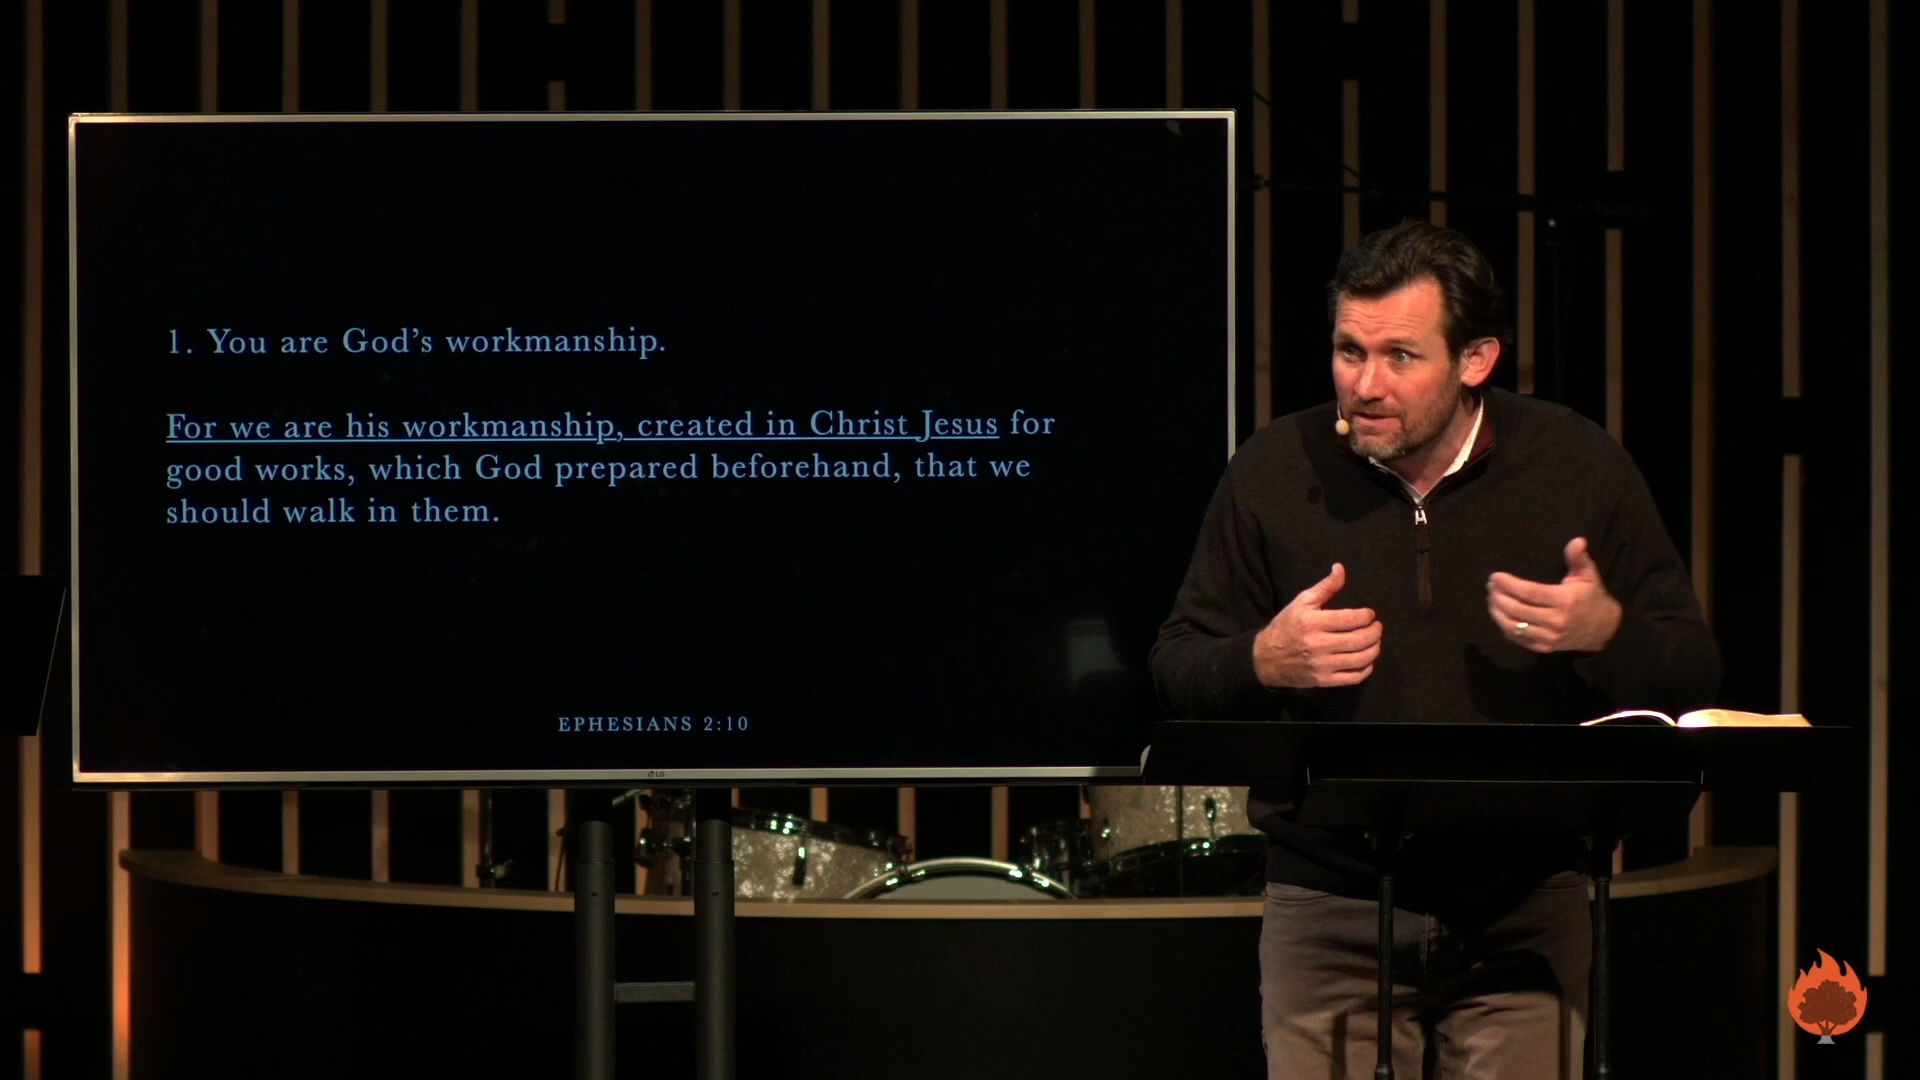 1. You are God’s workmanship.
For we are his workmanship, created in Christ Jesus for
good works, which God prepared beforehand, that we
should walk in them.
EPHESIANS 2:10
LG